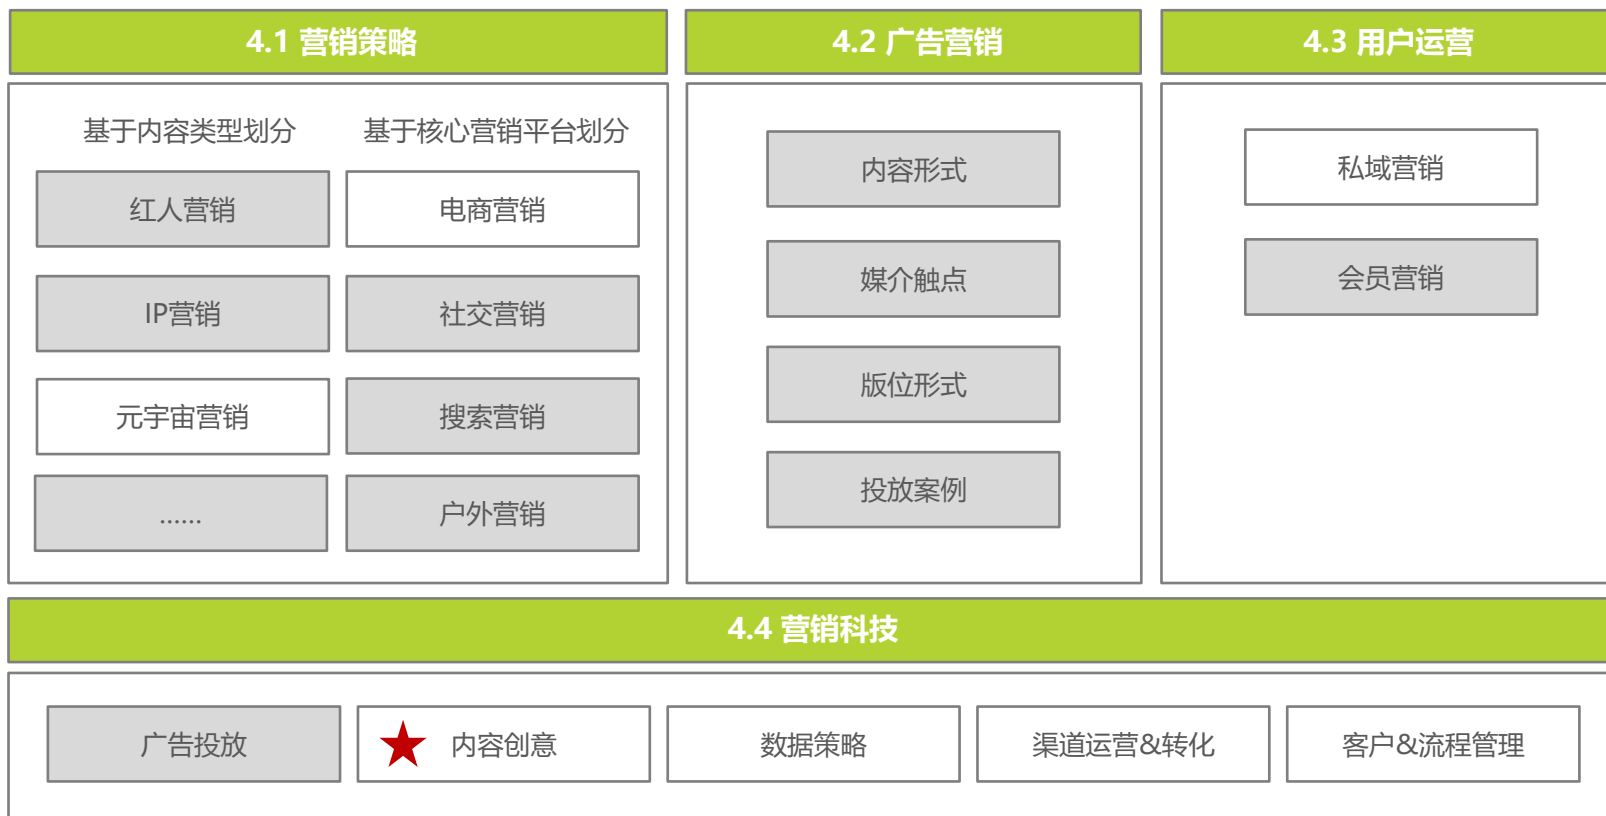 4.1 营销策略
4.2 广告营销
4.3 用户运营
基于内容类型划分
基于核心营销平台划分
红人营销
电商营销
IP营销
社交营销
元宇宙营销
搜索营销
......
户外营销
内容形式
媒介触点
版位形式
投放案例
私域营销
会员营销
4.4 营销科技
广告投放
内容创意
数据策略
渠道运营&转化
客户&流程管理